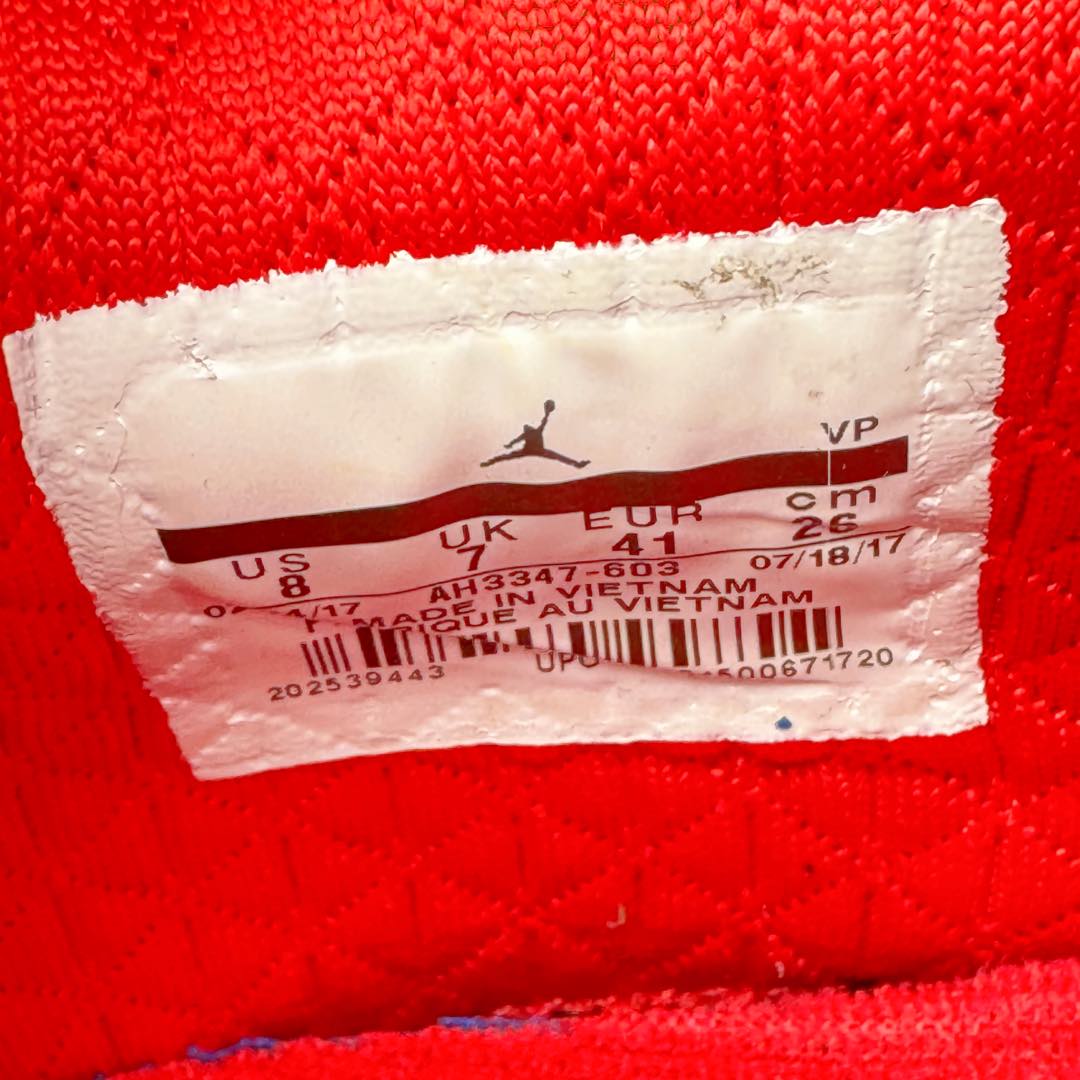 VP
US UK EUR cm
8 7 41 26
AH3347-603 07/18/17
MADE IN VIETNAM
AU VIETNAM
202539443